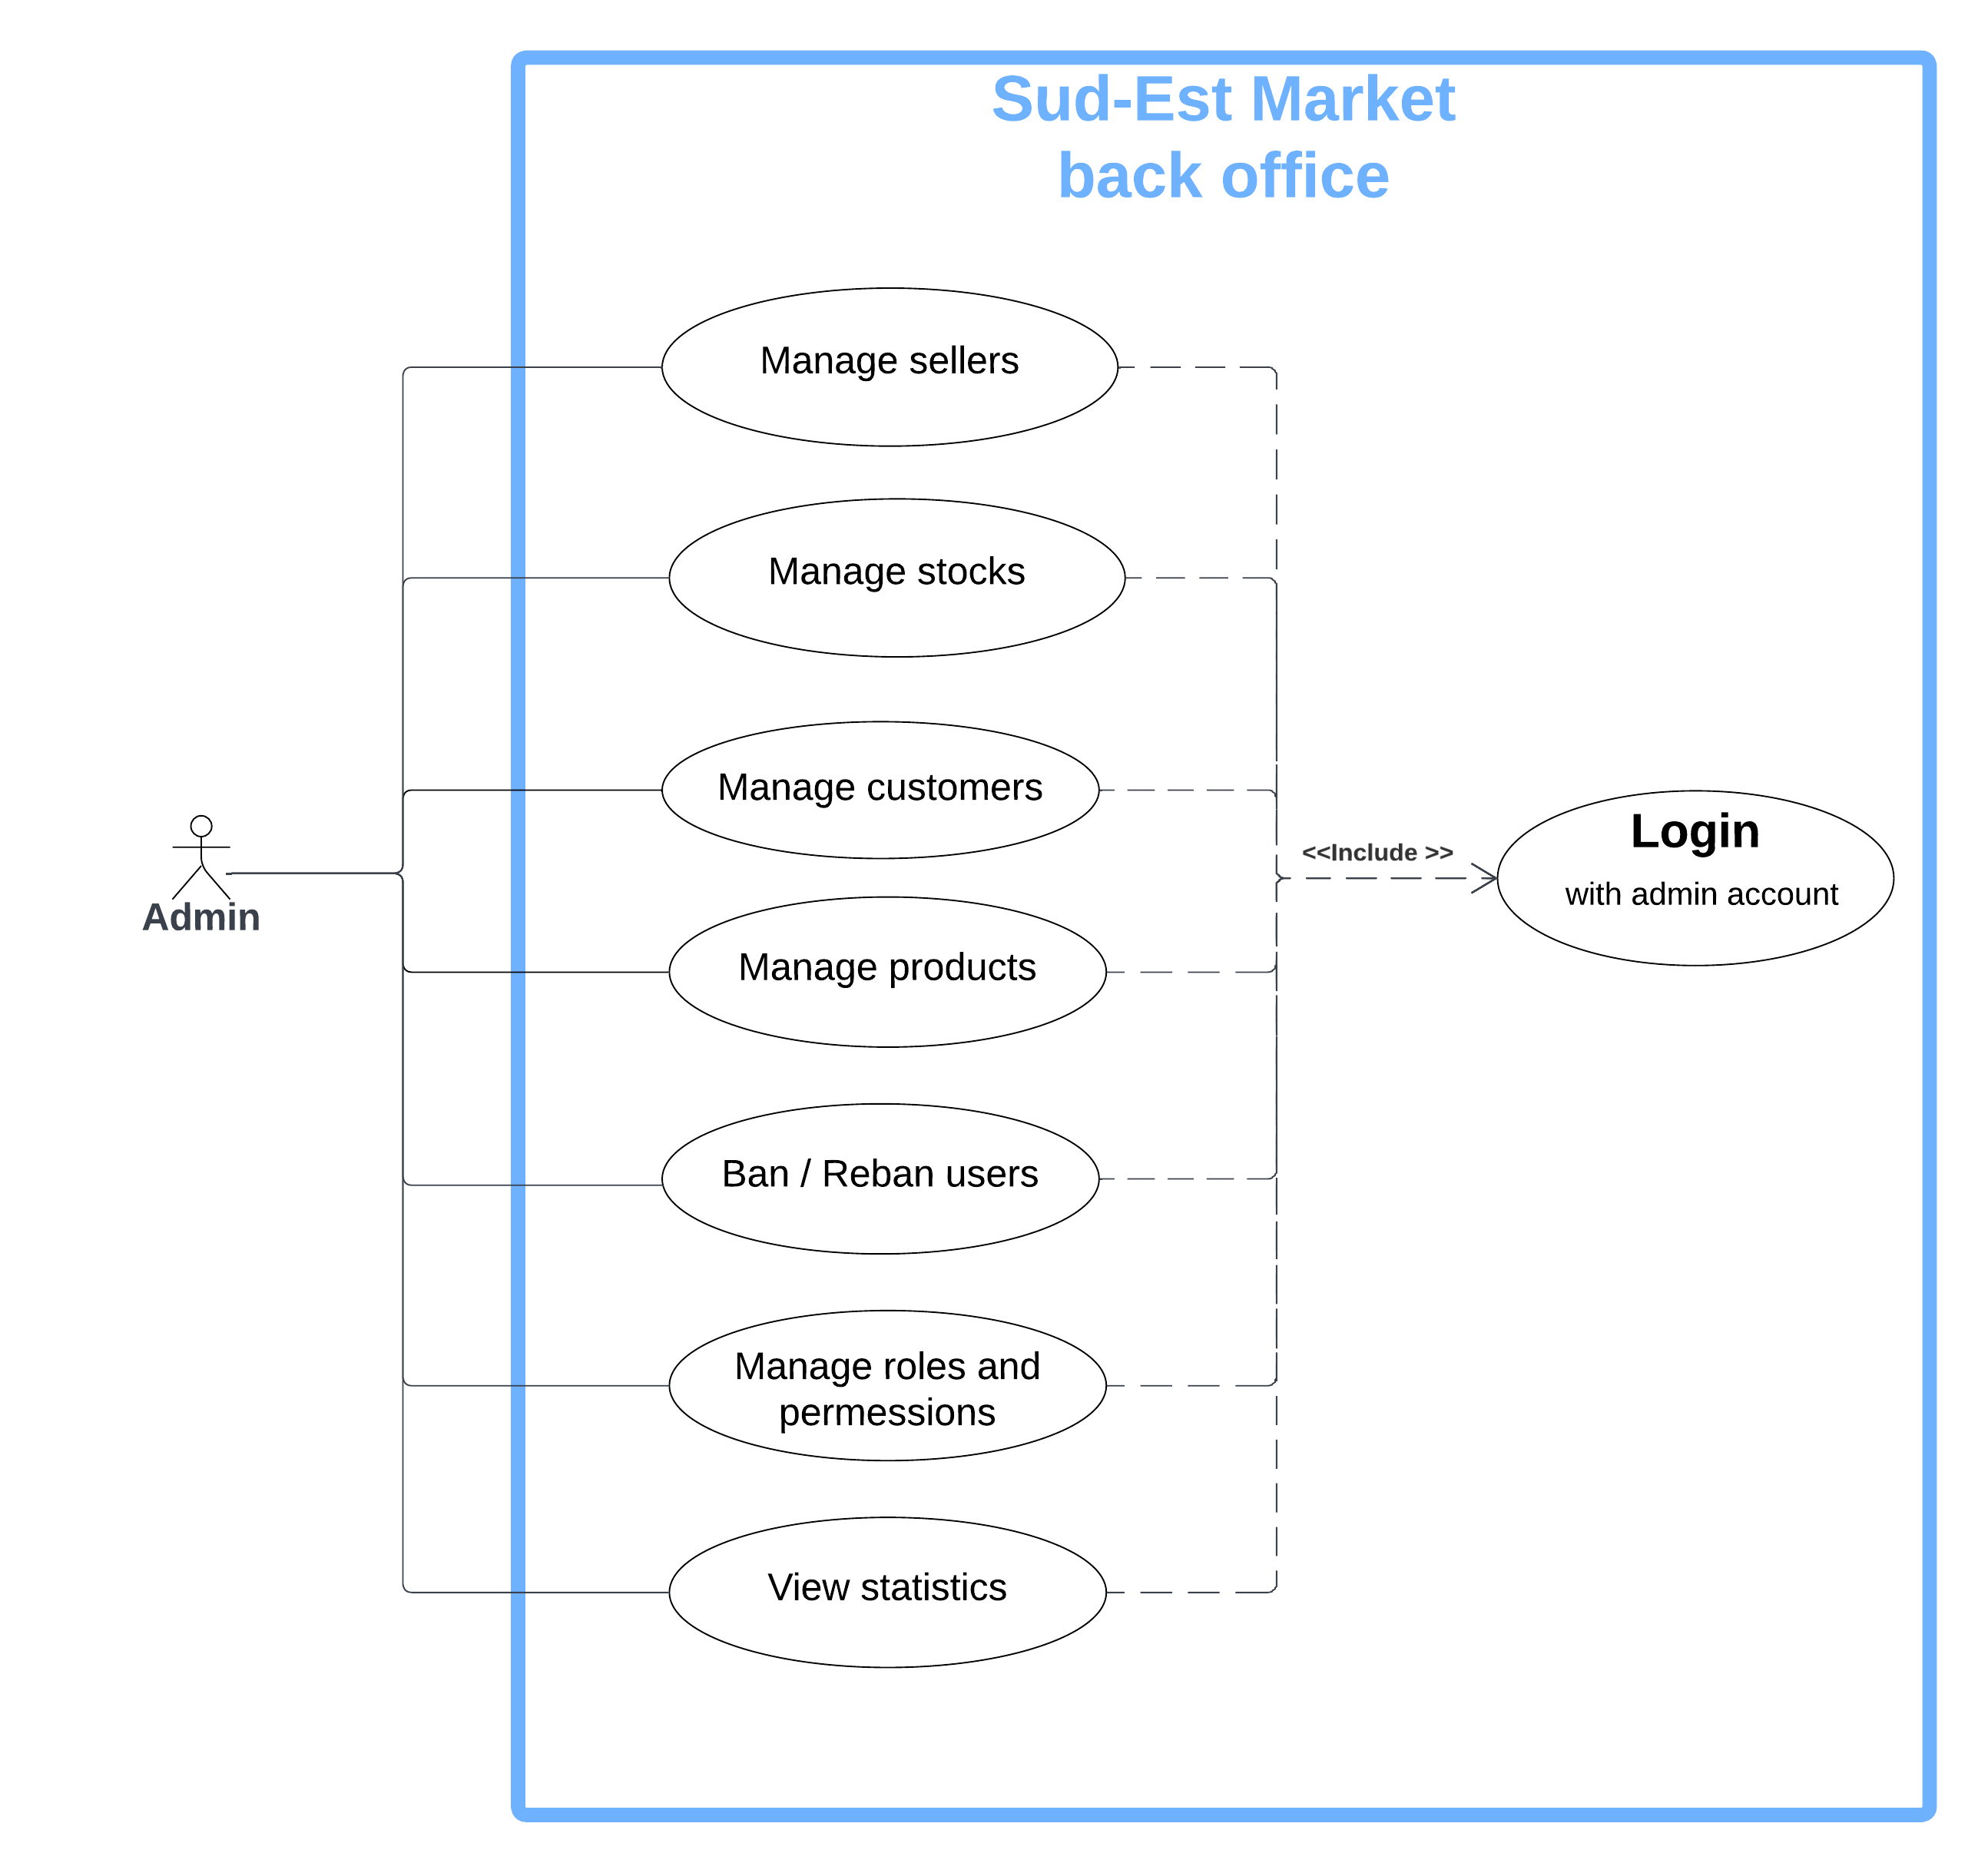 Sud-Est Market
back office
Manage sellers
Manage stocks
Manage customers
<<Include >>
Login
with admin account
Admin
Manage products
Ban / Reban users
Manage roles and
permessions
View statistics